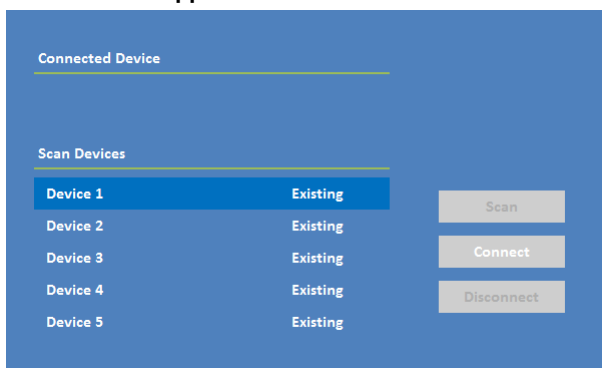 Connected Device
Scan Devices
Device 1 Existing
Device 2 Existing
Device 3 Existing
Device 4 Existing
Device 5 Existing
Scan
Connect
Disconnect